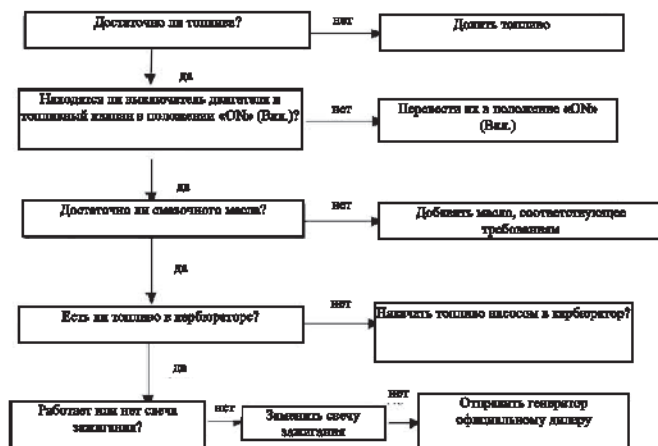 Достаточно ли топлива?
нет
Долить топливо
да
Находятся ли выключатель двигателя и
топливный клапан в положении «ON» (Вкл.)?
нет
Перевести их в положение «ON»
(Вкл.)
да
Достаточно ли смазочного масла?
нет
Добавить масло, соответствующее
требованиям
да
Есть ли топливо в карбюраторе?
нет
Накачать топливо насосом в карбюратор?
да
Работает или нет свеча
зажигания?
нет
Заменить свечу
зажигания
нет
Отправить генератор
официальному дилеру